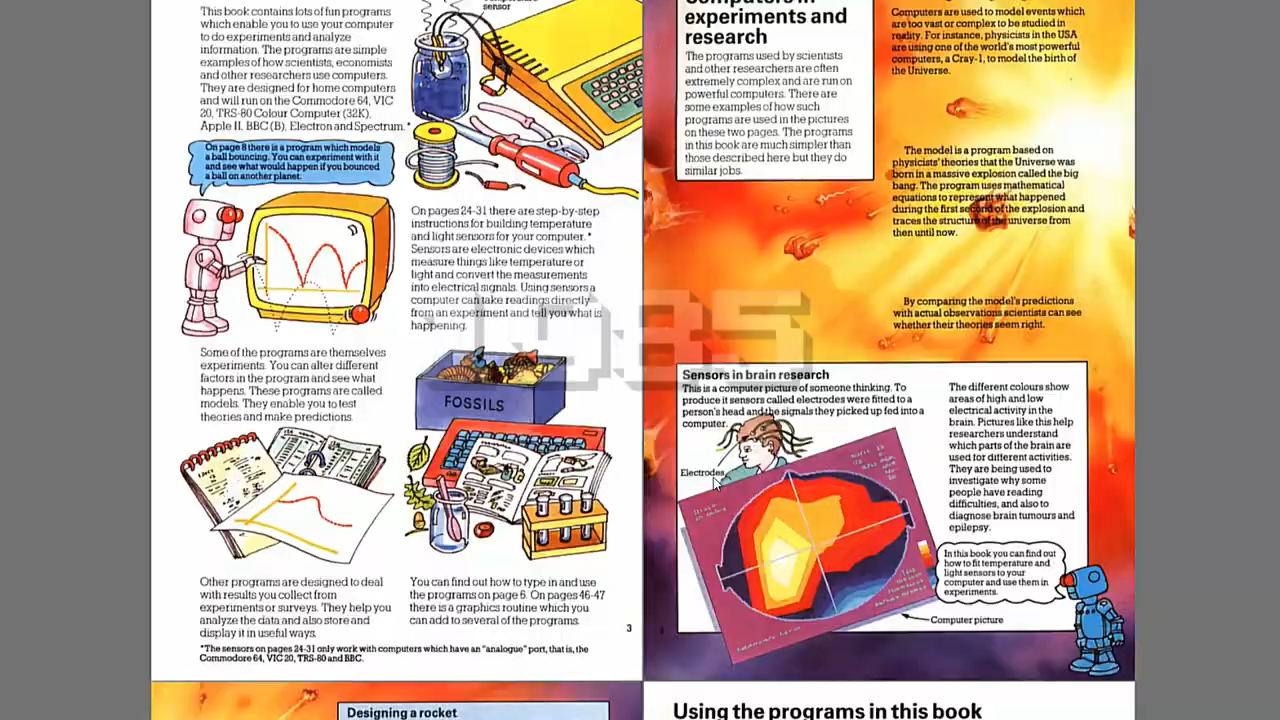 This book contains lots of fun programs
which enable you to use your computer
to do experiments and analyze
information. The programs are simple
examples of how scientists, economists
and other researchers use computers.
They are designed for home computers
and will run on the Commodore 64, VIC
20, TRS-80 Colour Computer (32K),
Apple II, BBC (B), Electron and Spectrum.*
On page 8 there is a program which models
a ball bouncing. You can experiment with it
and see what would happen if you bounced
a ball on another planet.
Some of the programs are themselves
experiments. You can alter different
factors in the program and see what
happens. These programs are called
models. They enable you to test
theories and make predictions.
Other programs are designed to deal
with results you collect from
experiments or surveys. They help you
analyze the data and also store and
display it in useful ways.
sensor
On pages 24-31 there are step-by-step
instructions for building temperature
and light sensors for your computer.*
Sensors are electronic devices which
measure things like temperature or
light and convert the measurements
into electrical signals. Using sensors a
computer can take readings directly
from an experiment and tell you what is
happening.
FOSSILS
You can find out how to type in and use
the programs on page 6. On pages 46-47
there is a graphics routine which you
can add to several of the programs.
3
*The sensors on pages 24-31 only work with computers which have an "analogue" port, that is, the
Commodore 64, VIC 20, TRS-80 and BBC.
1985
Computers in
experiments and
research
The programs used by scientists
and other researchers are often
extremely complex and are run on
powerful computers. There are
some examples of how such
programs are used in the pictures
on these two pages. The programs
in this book are much simpler than
those described here but they do
similar jobs.
Computers are used to model events which
are too vast or complex to be studied in
reality. For instance, physicists in the USA
are using one of the world's most powerful
computers, a Cray-1, to model the birth of
the Universe.
The model is a program based on
physicists' theories that the Universe was
born in a massive explosion called the big
bang. The program uses mathematical
equations to represent what happened
during the first second of the explosion and
traces the structure of the universe from
then until now.
By comparing the model's predictions
with actual observations scientists can see
whether their theories seem right.
Sensors in brain research
This is a computer picture of someone thinking. To
produce it sensors called electrodes were fitted to a
person's head and the signals they picked up fed into a
computer.
Electrodes
The different colours show
areas of high and low
electrical activity in the
brain. Pictures like this help
researchers understand
which parts of the brain are
used for different activities.
They are being used to
investigate why some
people have reading
difficulties, and also to
diagnose brain tumours and
epilepsy.
In this book you can find out
how to fit temperature and
light sensors to your
computer and use them in
experiments.
Computer picture
4
Designing a rocket
Using the programs in this book